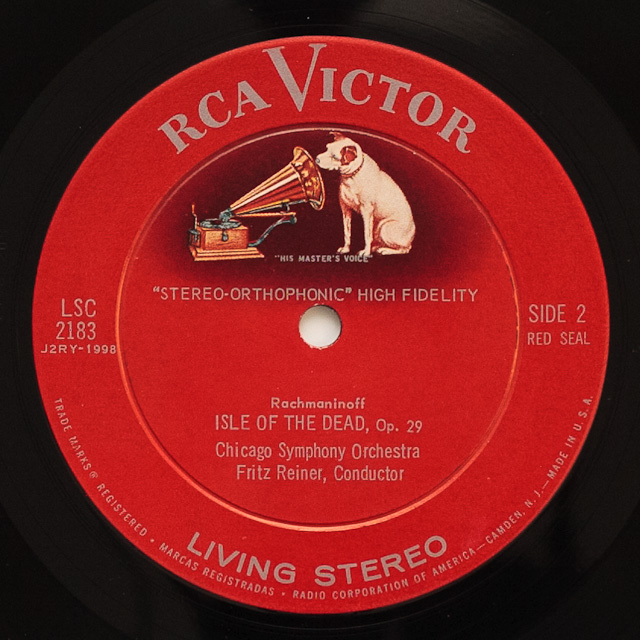 RCA VICTOR
"HIS MASTER'S VOICE"
"STEREO-ORTHOPHONIC" HIGH FIDELITY
LSC
2183
J2RY-1998
SIDE 2
RED SEAL
Rachmaninoff
ISLE OF THE DEAD, Op. 29
Chicago Symphony Orchestra
Fritz Reiner, Conductor
LIVING STEREO
TRADE MARKS ® REGISTERED • MARCAS REGISTRADAS • RADIO CORPORATION OF AMERICA—CAMDEN, N. J.—MADE IN U.S.A.